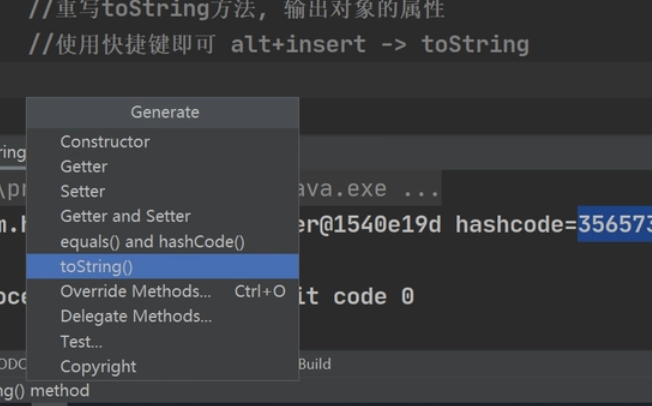 //重写toString方法, 输出对象的属性
//使用快捷键即可 alt+insert -> toString
Generate
Constructor
Getter
Setter
Getter and Setter
equals() and hashCode()
toString()
Override Methods... Ctrl+O
Delegate Methods...
Test...
Copyright
ring
\pr ava.exe ...
m.h er@1540e19d hashcode=356573
oce it code 0
ODO Build
ng() method